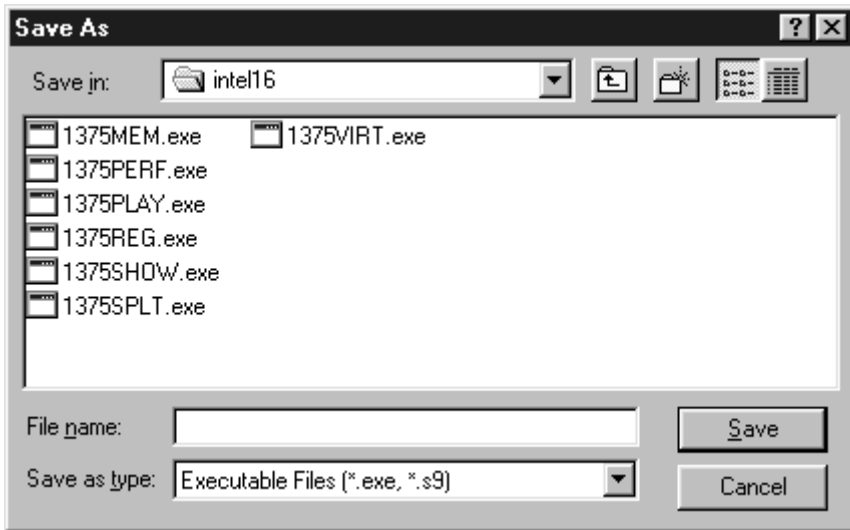 Save As
Save in: intel16
1375MEM.exe
1375PERF.exe
1375PLAY.exe
1375REG.exe
1375SHOW.exe
1375SPLT.exe
1375VIRT.exe
File name:
Save
Save as type: Executable Files (*.exe, *.s9)
Cancel